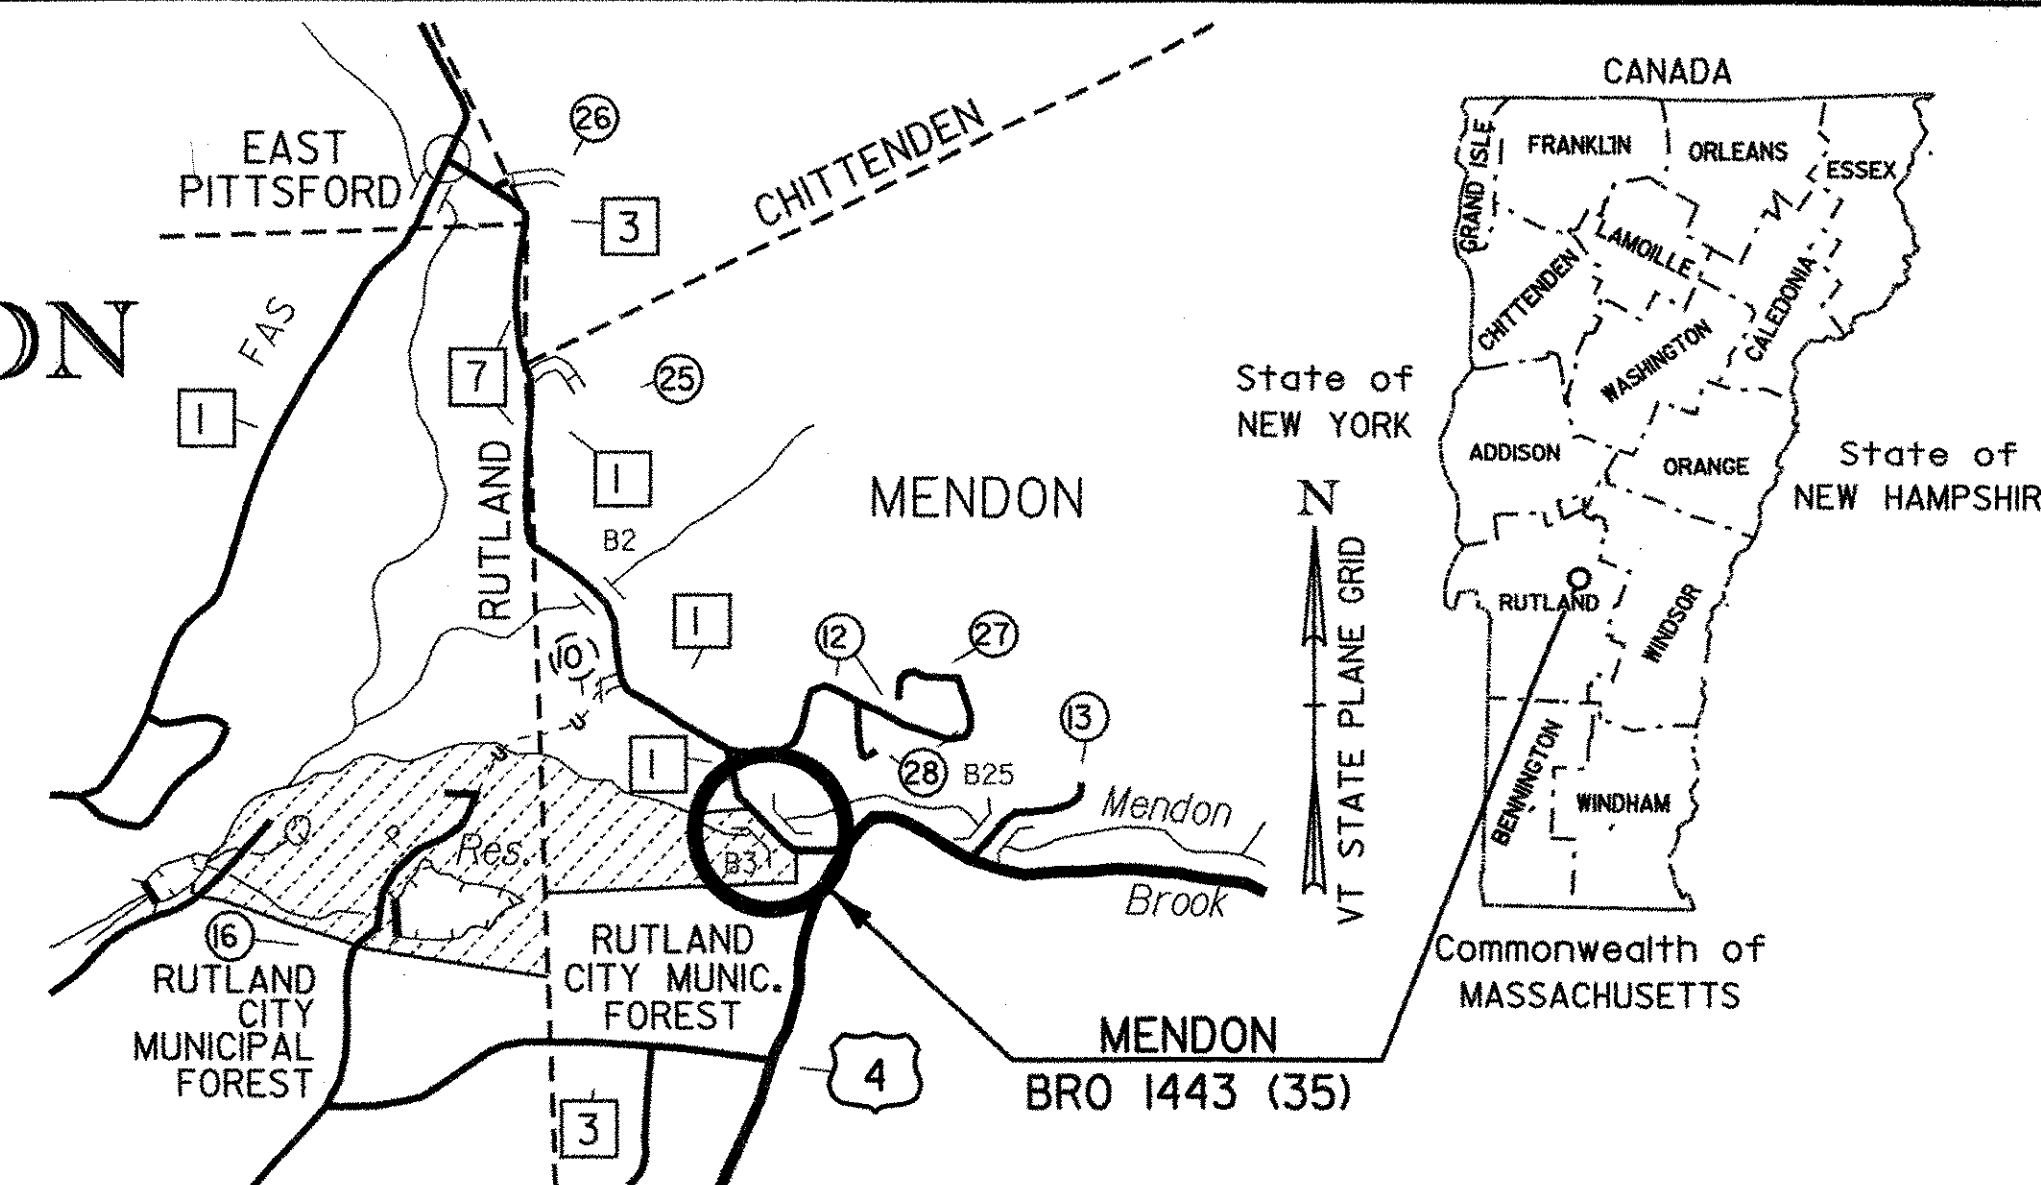 CANADA
FRANKLIN
ORLEANS
ESSEX
GRAND ISLE
LAMOILLE
CHITTENDEN
CALEDONIA
WASHINGTON
State of
NEW YORK
ADDISON
ORANGE
State of
NEW HAMPSHIR
RUTLAND
WINDSOR
BENNINGTON
WINDHAM
Commonwealth of
MASSACHUSETTS
N
VT STATE PLANE GRID
26
EAST
PITTSFORD
CHITTENDEN
3
ON
FAS
7
25
1
1
RUTLAND
B2
MENDON
1
10
12
27
13
1
28
B25
Mendon
Brook
Res.
B3
16
RUTLAND
CITY
MUNICIPAL
FOREST
RUTLAND
CITY MUNIC.
FOREST
4
3
MENDON
BRO 1443 (35)